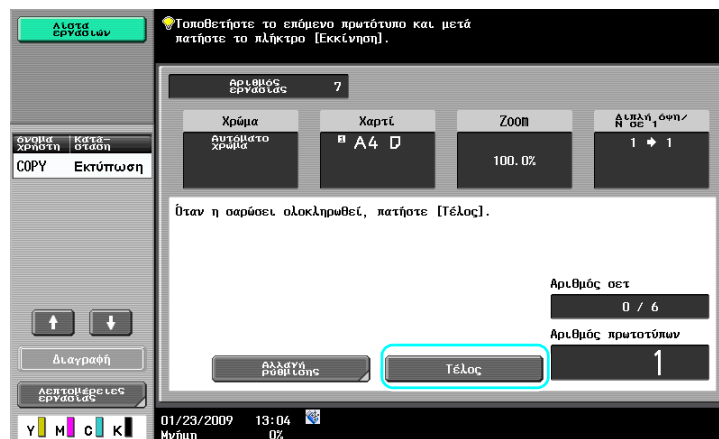 Λίστα
εργασιών
Τοποθετήστε το επόμενο πρωτότυπο και μετά
πατήστε το πλήκτρο [Εκκίνηση].
Αριθμός
εργασίας
7
Χρώμα
Χαρτί
Zoom
Διπλή όψη/
N σε 1
Αυτόματο
χρώμα
A4
100.0%
1 → 1
όνομα
χρήστη
Κατά-
σταση
COPY
Εκτύπωση
Όταν η σαρώσει ολοκληρωθεί, πατήστε [Τέλος].
Αριθμός σετ
0 / 6
Αριθμός πρωτοτύπων
1
Αλλαγή
ρύθμισης
Τέλος
Διαγραφή
Λεπτομέρειες
εργασίας
Y M C K
01/23/2009 13:04
Μνήμη 0%